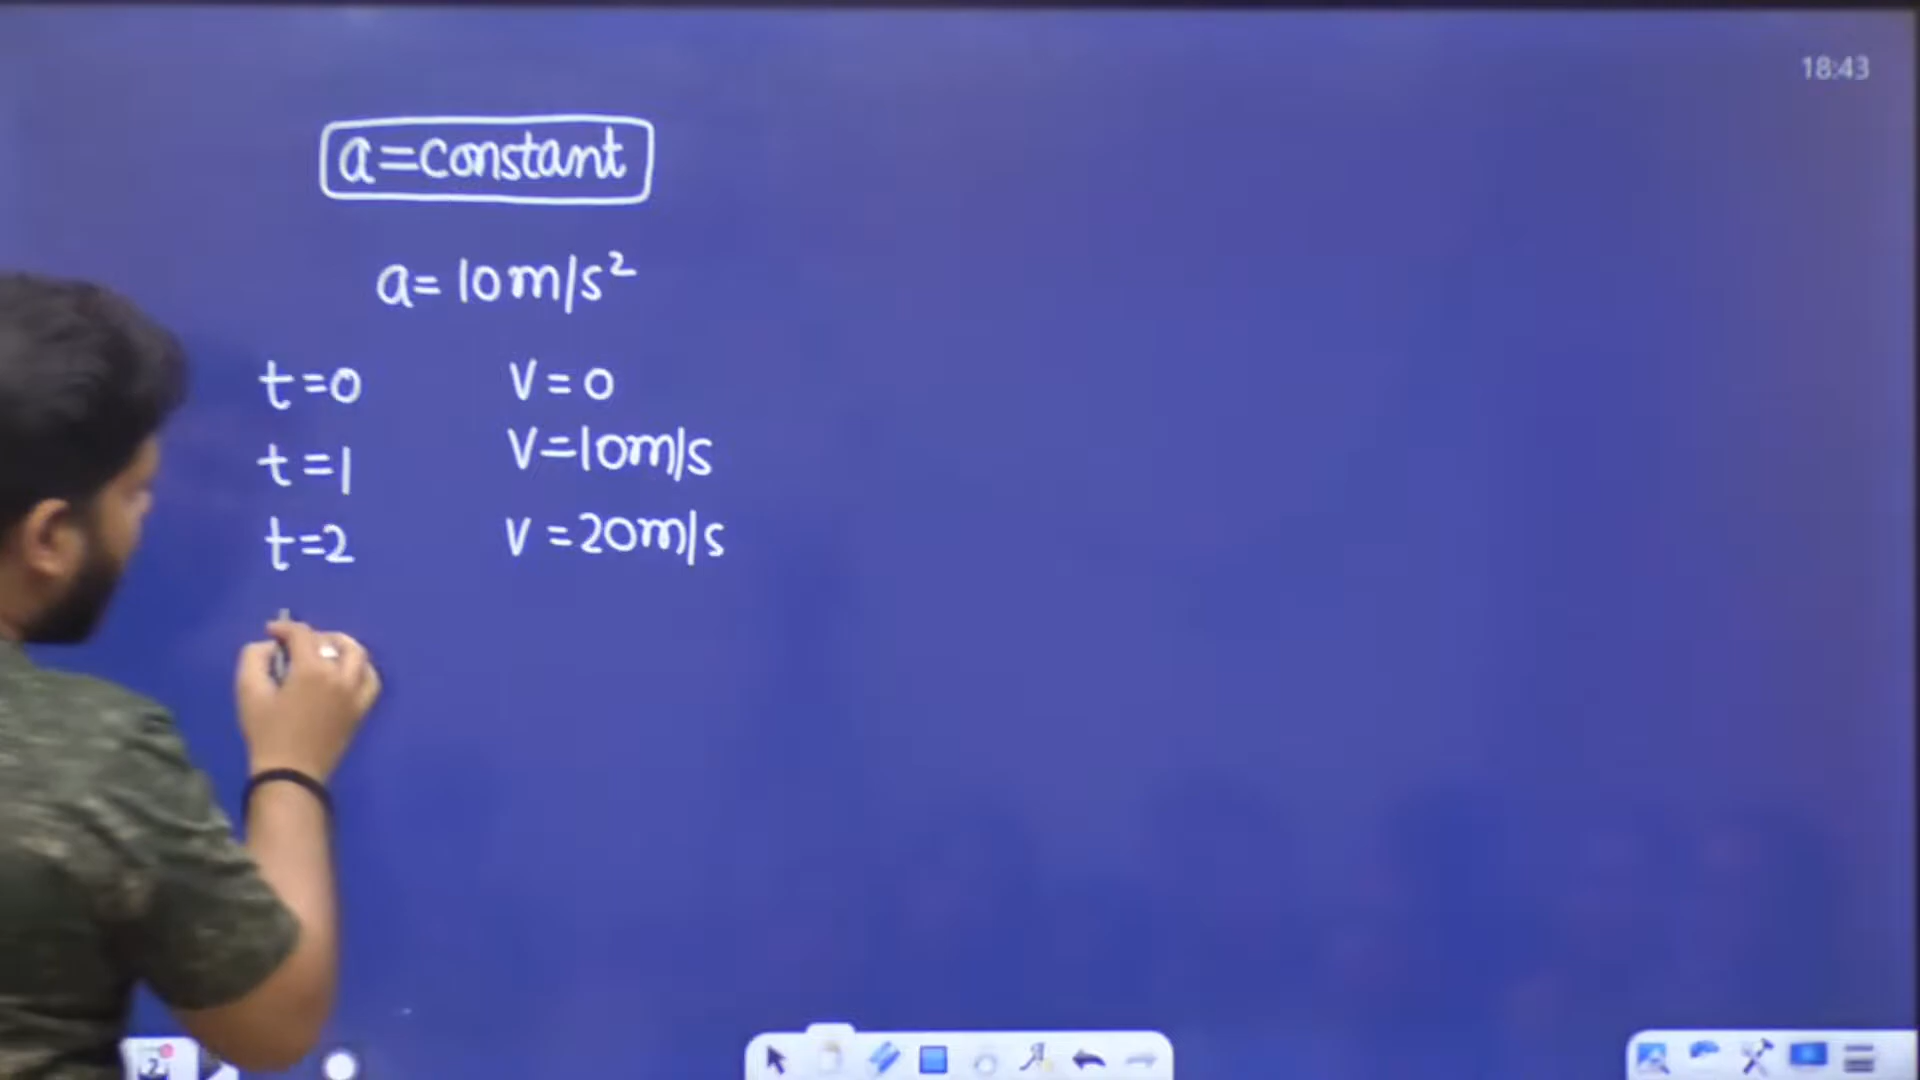 18:43
a=constant
a=10m/s²
t=0 v=0
t=1 v=10m/s
t=2 v=20m/s